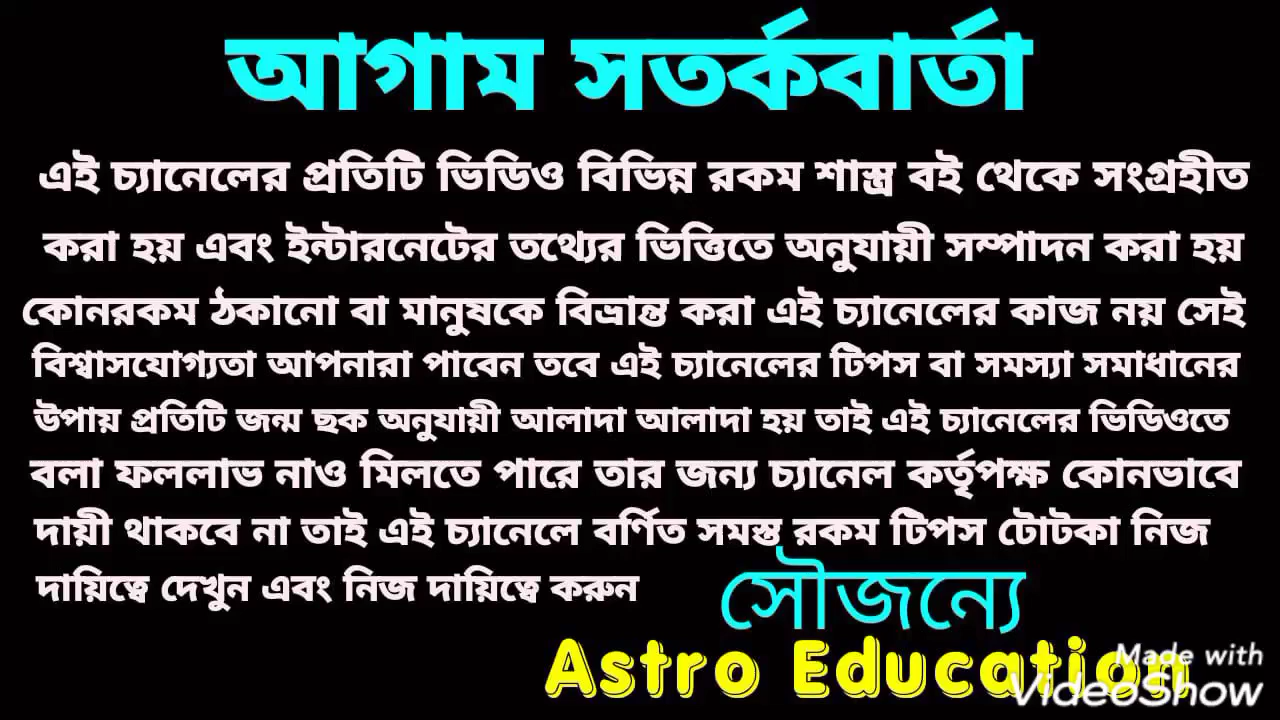 আগাম সতর্কবার্তা
এই চ্যানেলের প্রতিটি ভিডিও বিভিন্ন রকম শাস্ত্র বই থেকে সংগ্রহীত
করা হয় এবং ইন্টারনেটের তথ্যের ভিত্তিতে অনুযায়ী সম্পাদন করা হয়
কোনরকম ঠকানো বা মানুষকে বিভ্রান্ত করা এই চ্যানেলের কাজ নয় সেই
বিশ্বাসযোগ্যতা আপনারা পাবেন তবে এই চ্যানেলের টিপস বা সমস্যা সমাধানের
উপায় প্রতিটি জন্ম ছক অনুযায়ী আলাদা আলাদা হয় তাই এই চ্যানেলের ভিডিওতে
বলা ফললাভ নাও মিলতে পারে তার জন্য চ্যানেল কর্তৃপক্ষ কোনভাবে
দায়ী থাকবে না তাই এই চ্যানেলে বর্ণিত সমস্ত রকম টিপস টোটকা নিজ
দায়িত্বে দেখুন এবং নিজ দায়িত্বে করুন
সৌজন্যে
Astro Education
Made with
VideoShow